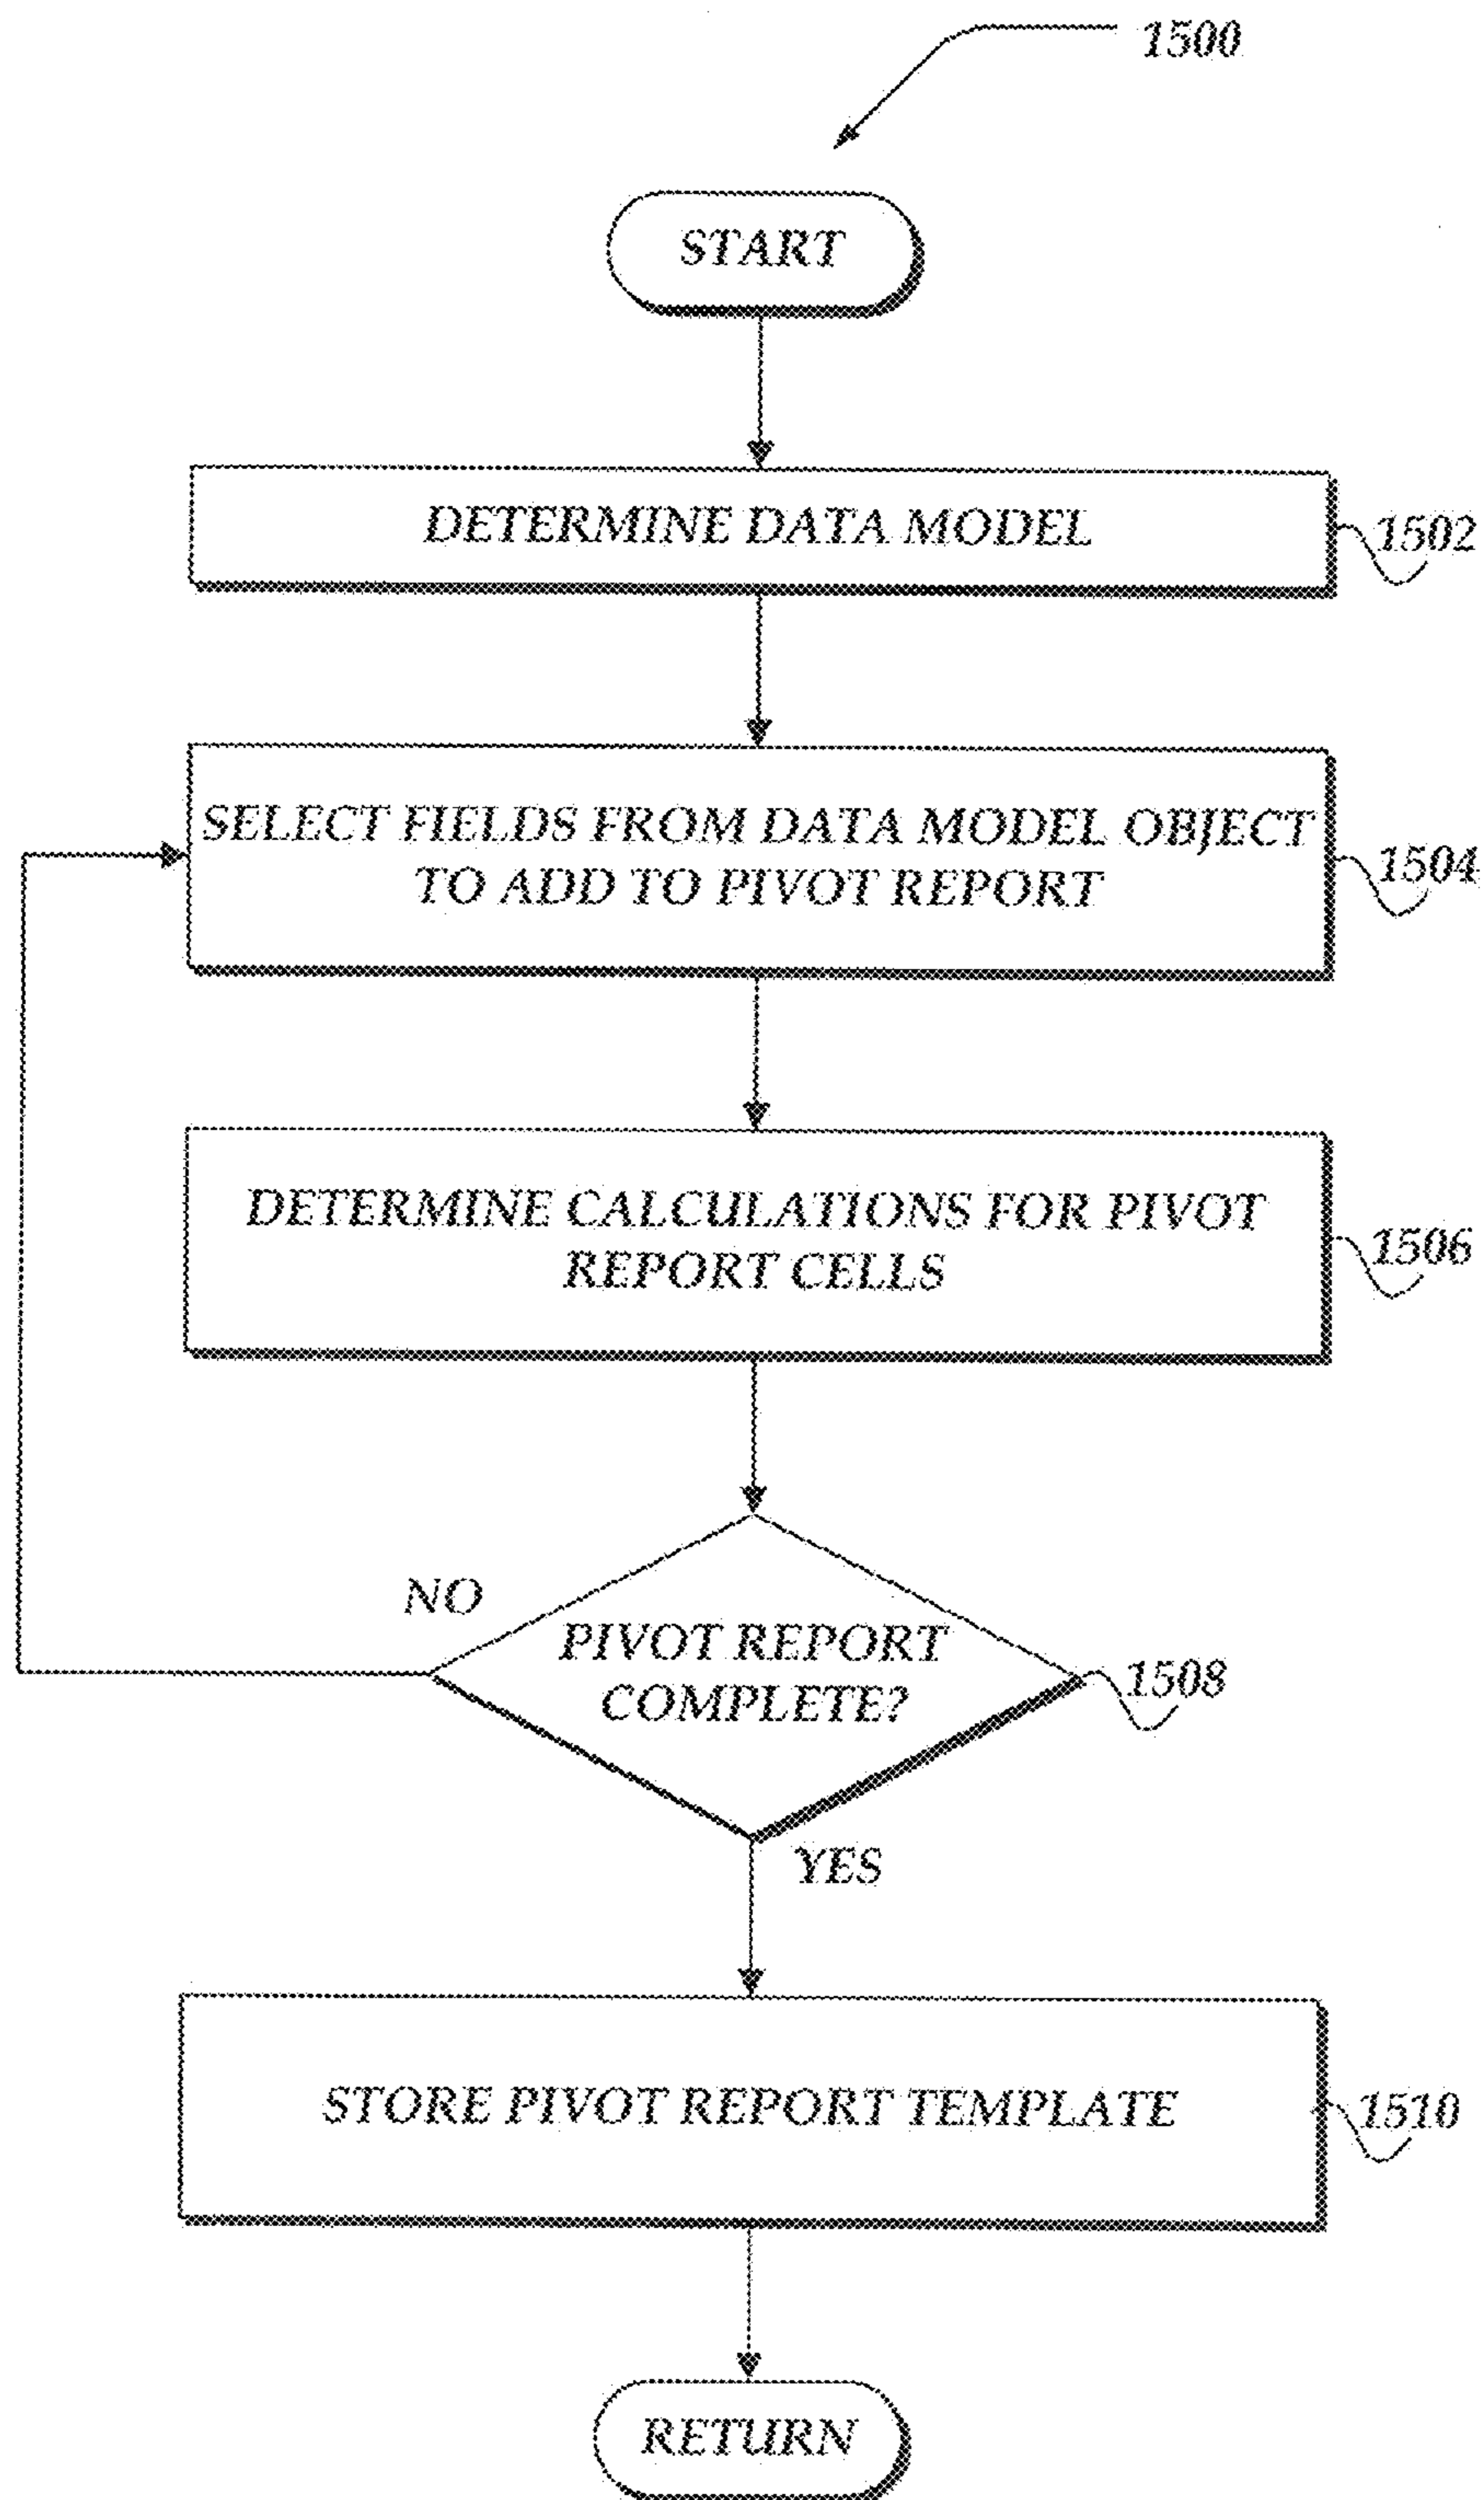 1500
START
DETERMINE DATA MODEL
1502
SELECT FIELDS FROM DATA MODEL OBJECT
TO ADD TO PIVOT REPORT
1504
DETERMINE CALCULATIONS FOR PIVOT
REPORT CELLS
1506
NO
PIVOT REPORT
COMPLETE?
1508
YES
STORE PIVOT REPORT TEMPLATE
1510
RETURN